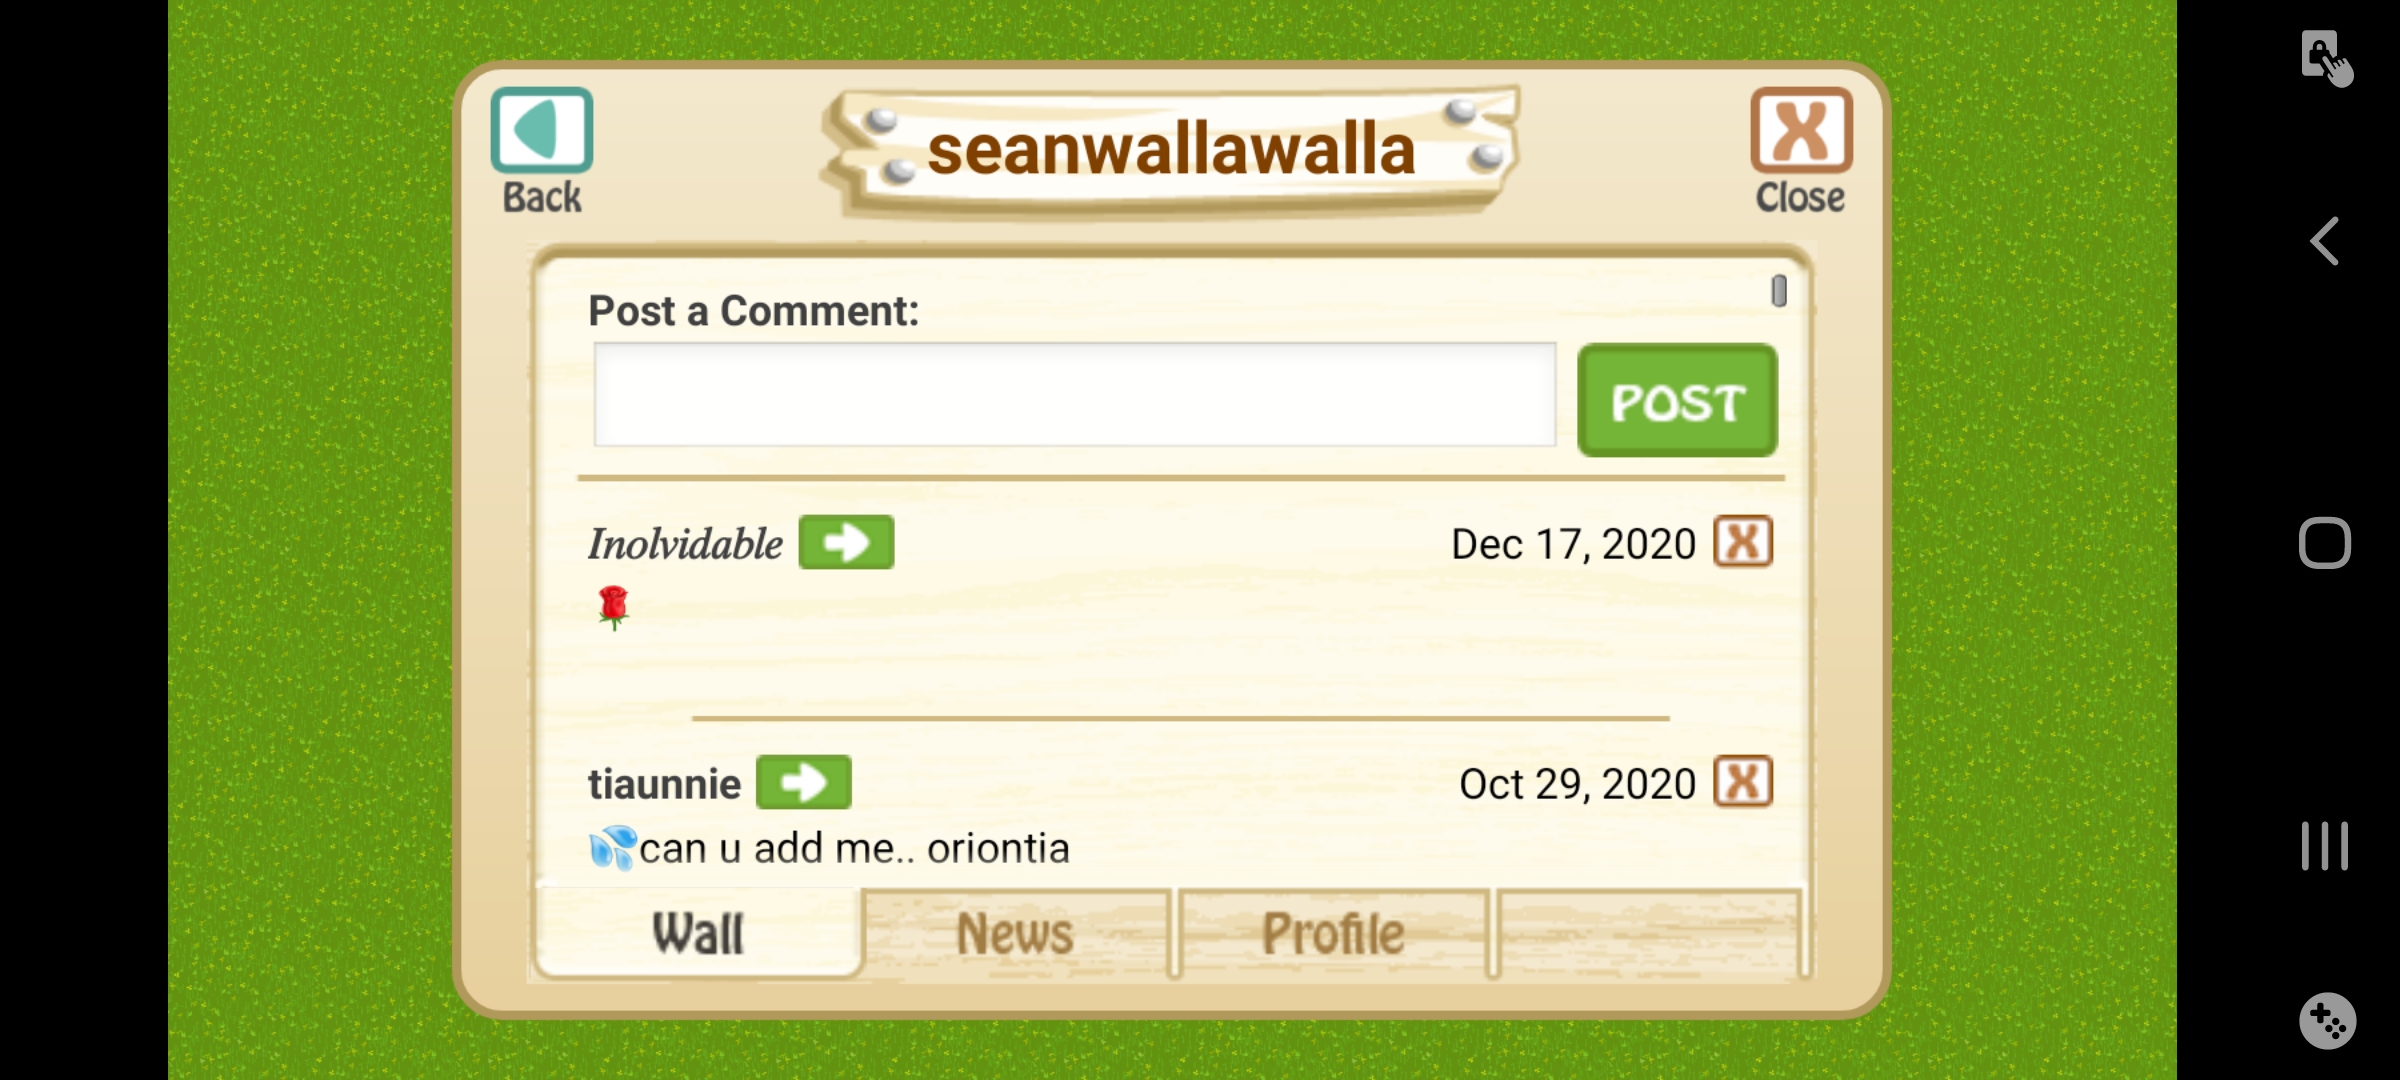 seanwallawalla
Back
Close
Post a Comment:
POST
Inolvidable
Dec 17, 2020
🌹
tiaunnie
Oct 29, 2020
💦can u add me.. oriontia
Wall
News
Profile